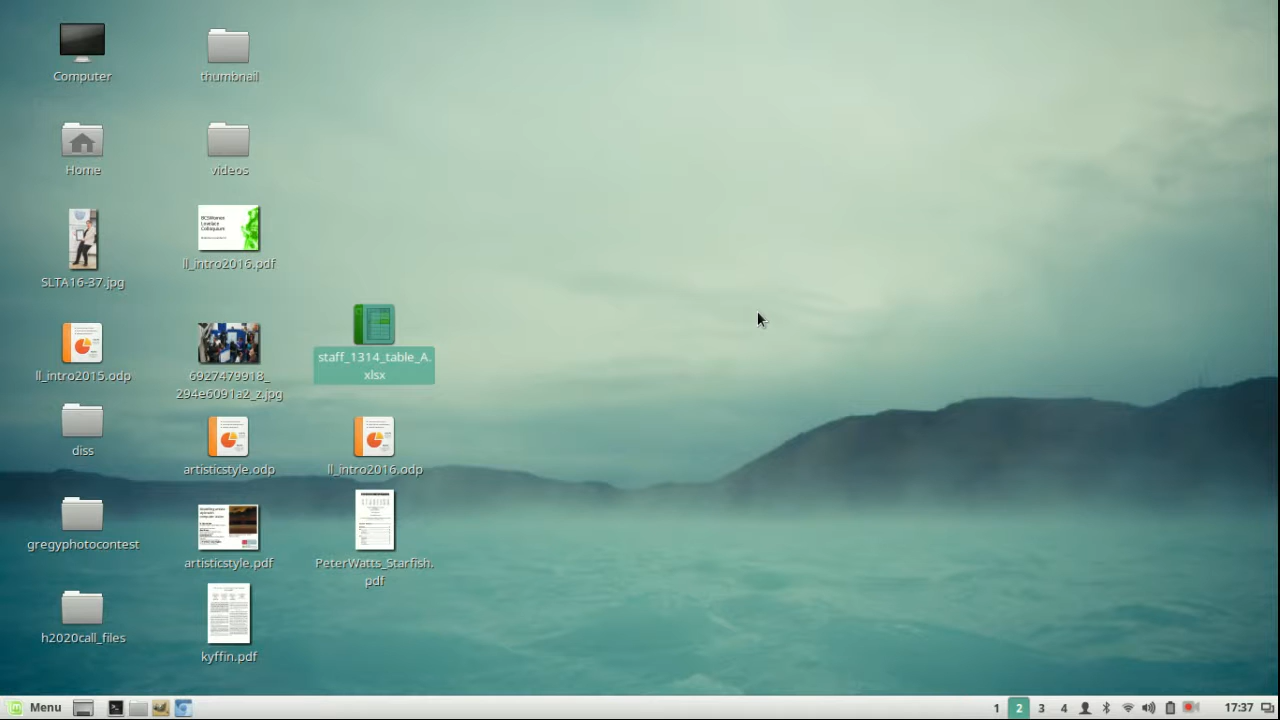 Computer
thumbnail
Home
videos
SLTA16-37.jpg
ll_intro2016.pdf
ll_intro2015.odp
6927479918_
294e6091a2_z.jpg
staff_1314_table_A.
xlsx
diss
artisticstyle.odp
ll_intro2016.odp
gregyphotocontest
artisticstyle.pdf
PeterWatts_Starfish.
pdf
h2020call_files
kyffin.pdf
Menu
1 2 3 4
17:37